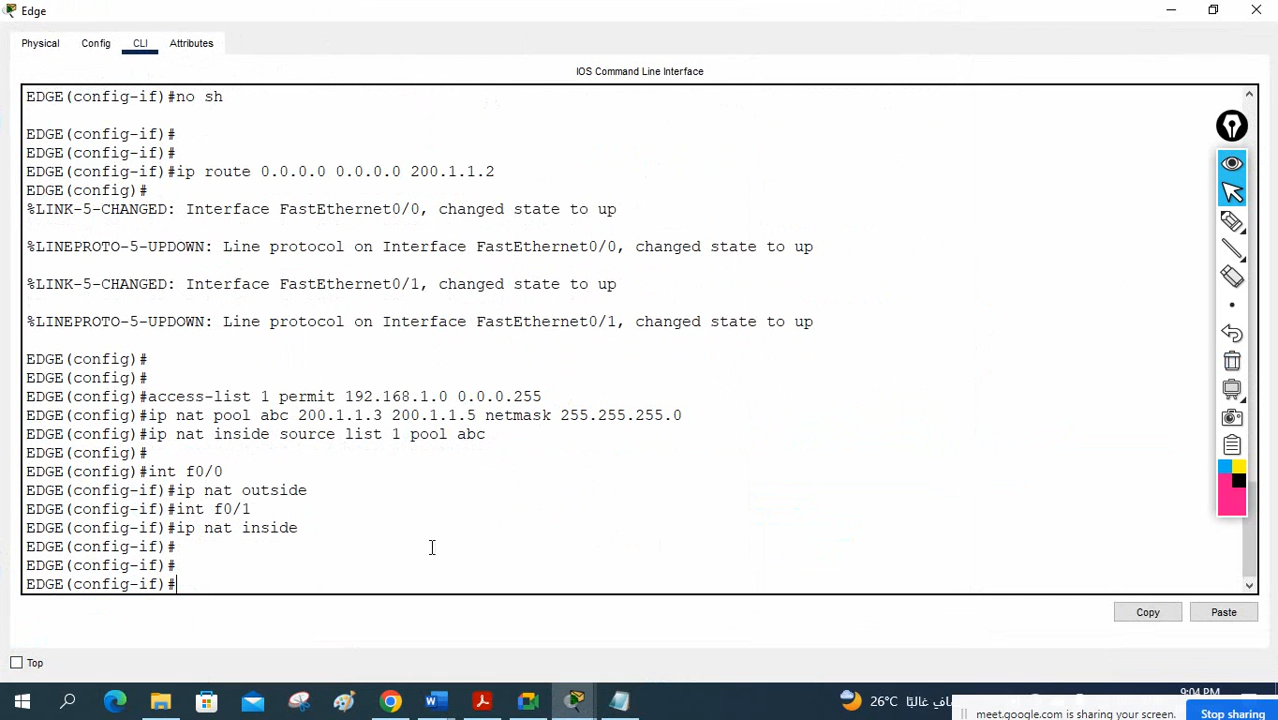 Edge
Physical Config CLI Attributes
IOS Command Line Interface
EDGE(config-if)#no sh
EDGE(config-if)#
EDGE(config-if)#
EDGE(config-if)#ip route 0.0.0.0 0.0.0.0 200.1.1.2
EDGE(config)#
%LINK-5-CHANGED: Interface FastEthernet0/0, changed state to up
%LINEPROTO-5-UPDOWN: Line protocol on Interface FastEthernet0/0, changed state to up
%LINK-5-CHANGED: Interface FastEthernet0/1, changed state to up
%LINEPROTO-5-UPDOWN: Line protocol on Interface FastEthernet0/1, changed state to up
EDGE(config)#
EDGE(config)#
EDGE(config)#access-list 1 permit 192.168.1.0 0.0.0.255
EDGE(config)#ip nat pool abc 200.1.1.3 200.1.1.5 netmask 255.255.255.0
EDGE(config)#ip nat inside source list 1 pool abc
EDGE(config)#
EDGE(config)#int f0/0
EDGE(config-if)#ip nat outside
EDGE(config-if)#int f0/1
EDGE(config-if)#ip nat inside
EDGE(config-if)#
EDGE(config-if)#
EDGE(config-if)#
Copy Paste
Top
26°C غالبًا
9:04 PM
meet.google.com is sharing your screen. Stop sharing